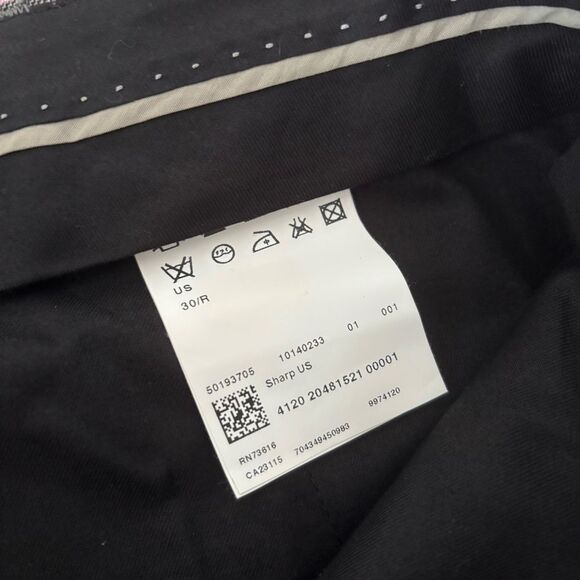 US
30/R
50193705 10140233 01 001
Sharp US
4120 20481521 00001
RN73616
CA23115 704349450983 9974120